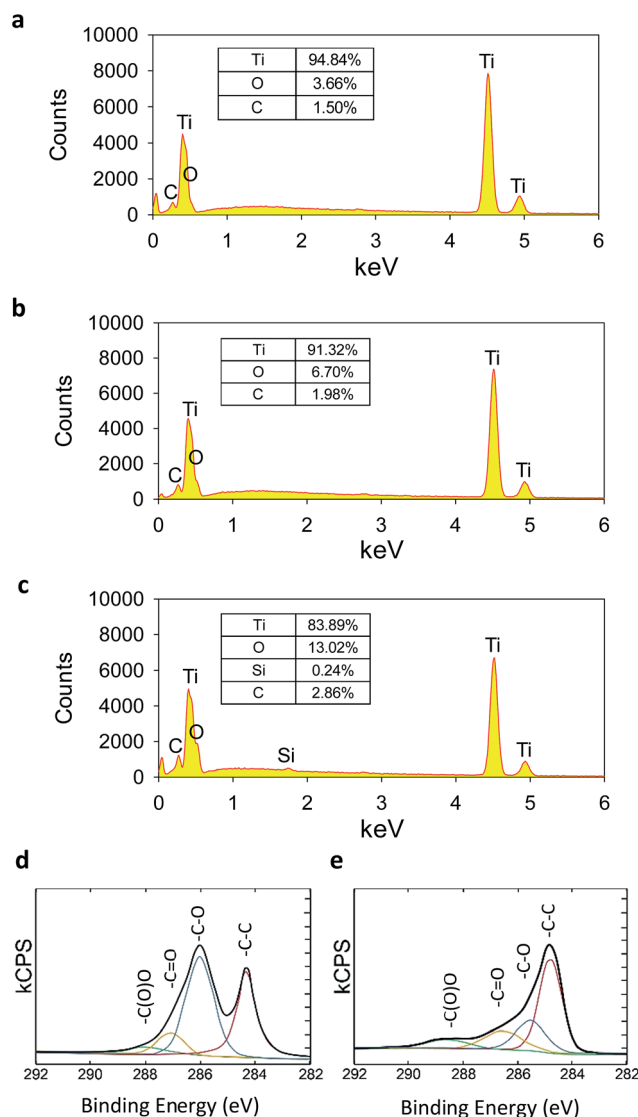 a
10000
8000
6000
4000
2000
0
Counts
Ti 94.84%
O 3.66%
C 1.50%
Ti
O
C
Ti
Ti
0 1 2 3 4 5 6
keV
b
10000
8000
6000
4000
2000
0
Counts
Ti 91.32%
O 6.70%
C 1.98%
Ti
O
C
Ti
Ti
0 1 2 3 4 5 6
keV
c
10000
8000
6000
4000
2000
0
Counts
Ti 83.89%
O 13.02%
Si 0.24%
C 2.86%
Ti
O
C
Si
Ti
Ti
0 1 2 3 4 5 6
keV
d
kCPS
-C(O)O
-C=O
-C-O
-C-C
292 290 288 286 284 282
Binding Energy (eV)
e
kCPS
-C(O)O
-C=O
-C-O
-C-C
292 290 288 286 284 282
Binding Energy (eV)